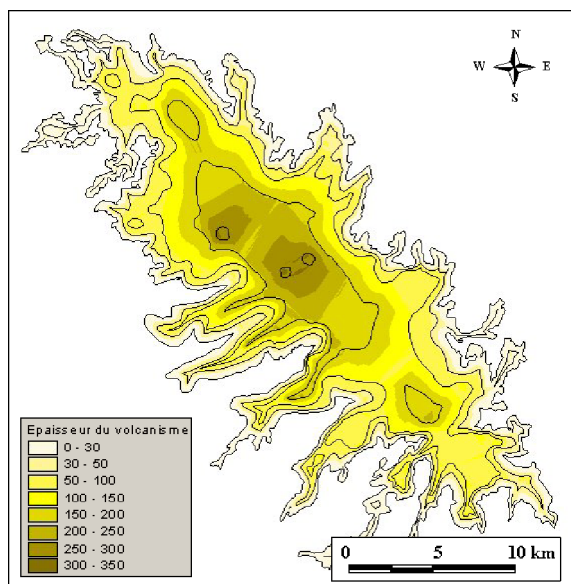 N
W E
S
Epaisseur du volcanisme
0 - 30
30 - 50
50 - 100
100 - 150
150 - 200
200 - 250
250 - 300
300 - 350
0 5 10 km